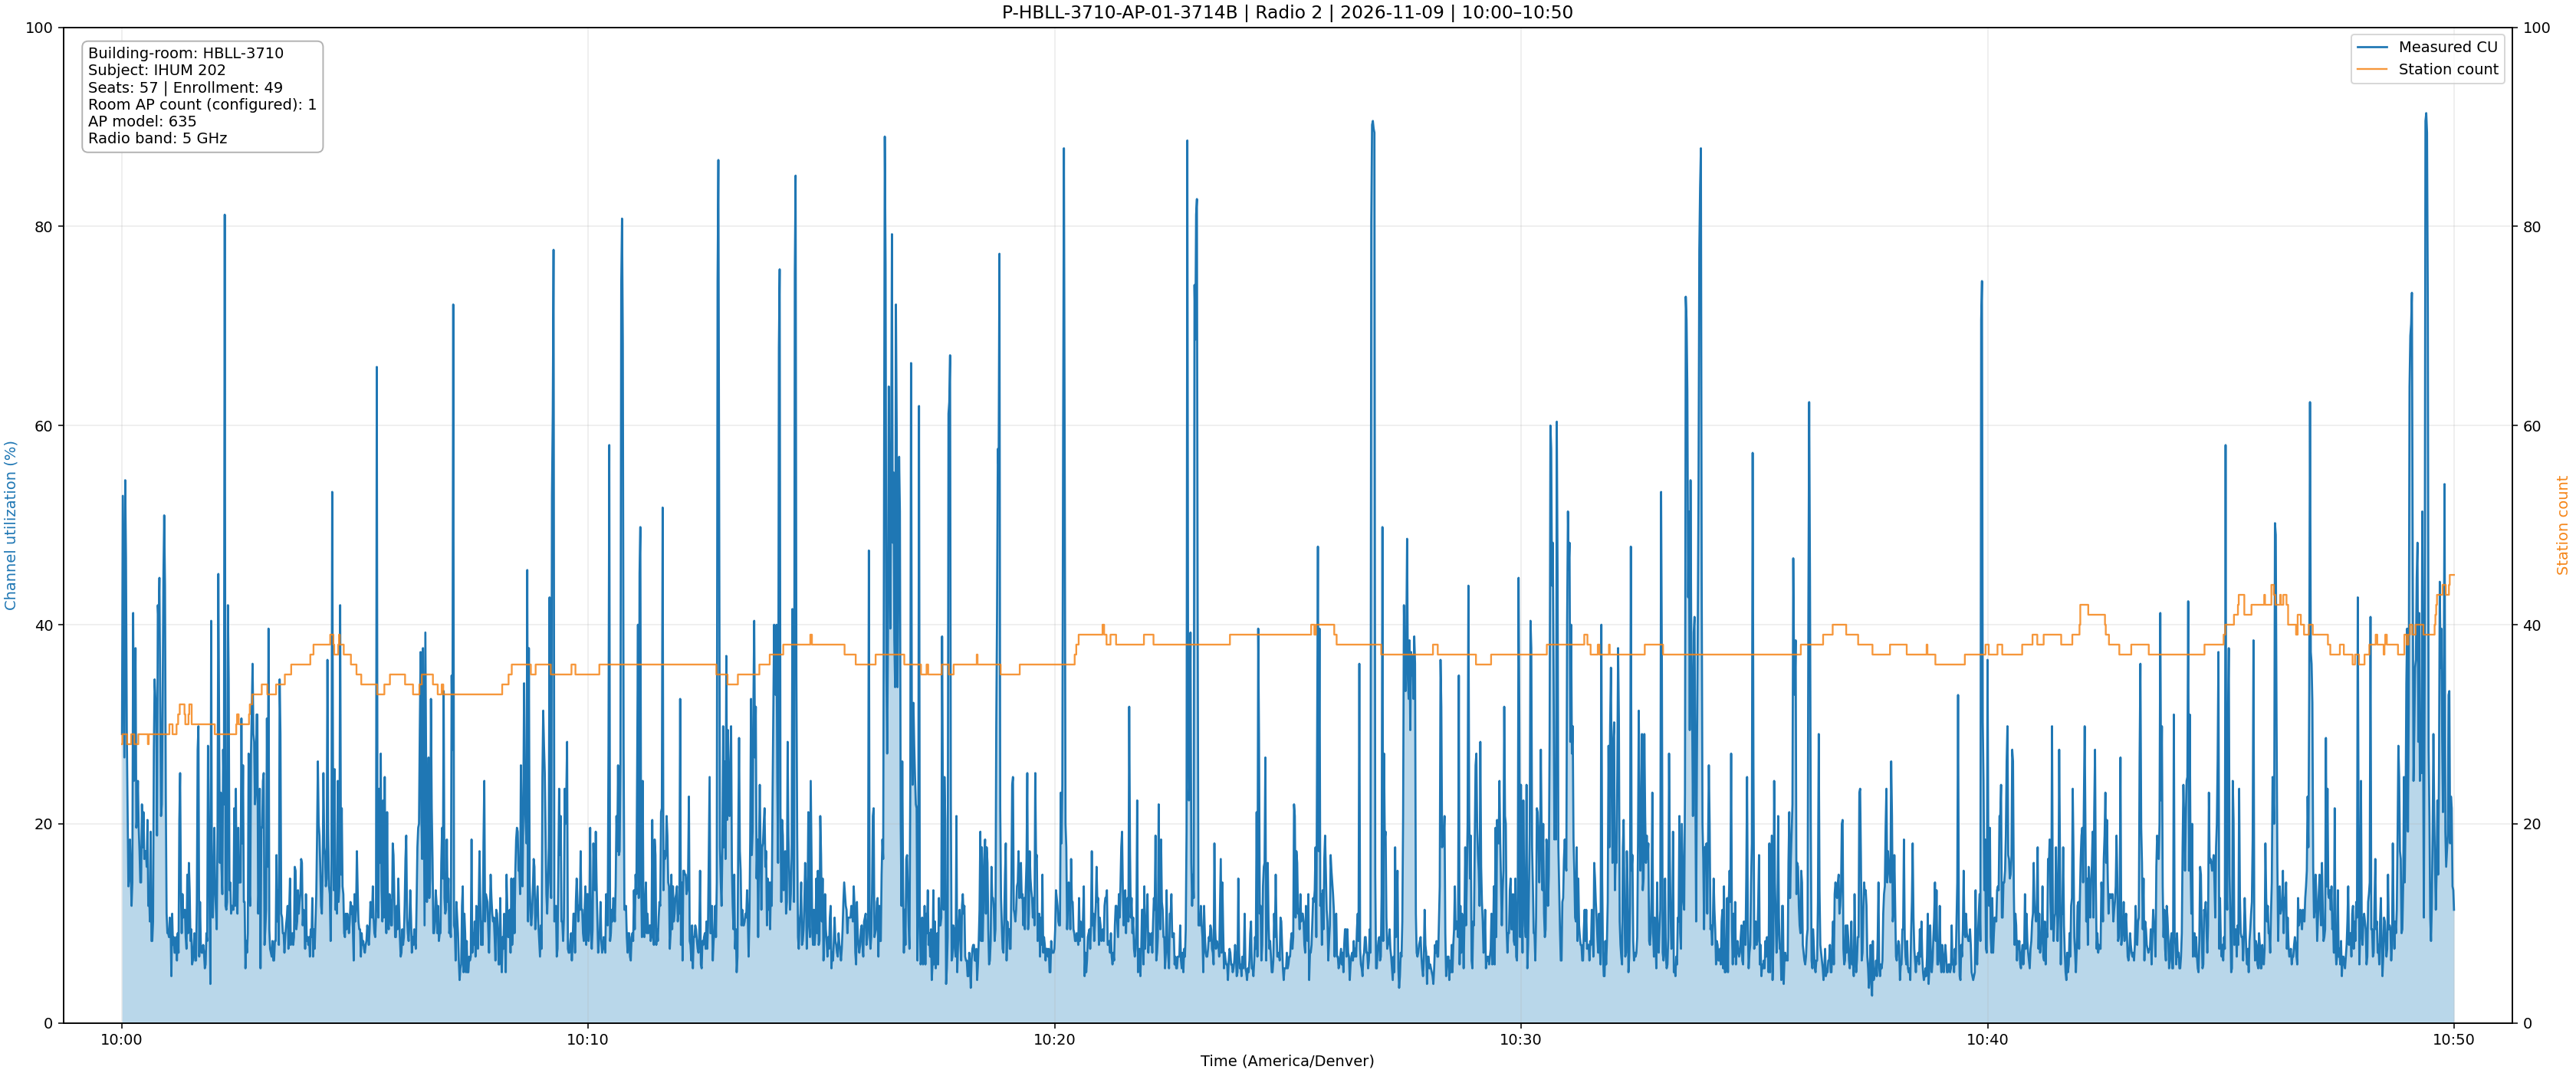 P-HBLL-3710-AP-01-3714B | Radio 2 | 2026-11-09 | 10:00–10:50
Building-room: HBLL-3710
Subject: IHUM 202
Seats: 57 | Enrollment: 49
Room AP count (configured): 1
AP model: 635
Radio band: 5 GHz
Measured CU
Station count
Channel utilization (%)
100
80
60
40
20
0
100
80
60
40
20
0
Station count
10:00
10:10
10:20
10:30
10:40
10:50
Time (America/Denver)